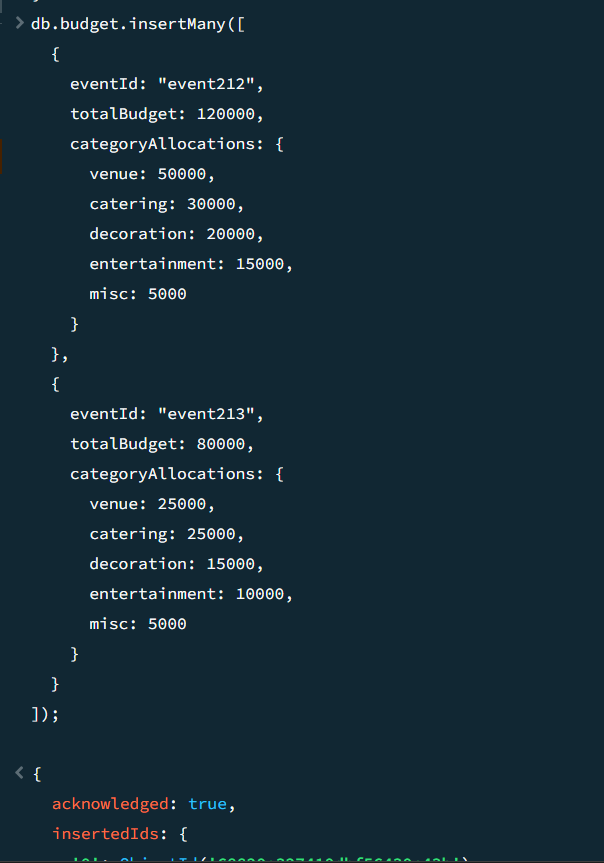 db.budget.insertMany([
{
eventId: "event212",
totalBudget: 120000,
categoryAllocations: {
venue: 50000,
catering: 30000,
decoration: 20000,
entertainment: 15000,
misc: 5000
}
},
{
eventId: "event213",
totalBudget: 80000,
categoryAllocations: {
venue: 25000,
catering: 25000,
decoration: 15000,
entertainment: 10000,
misc: 5000
}
}
]);
{
acknowledged: true,
insertedIds: {